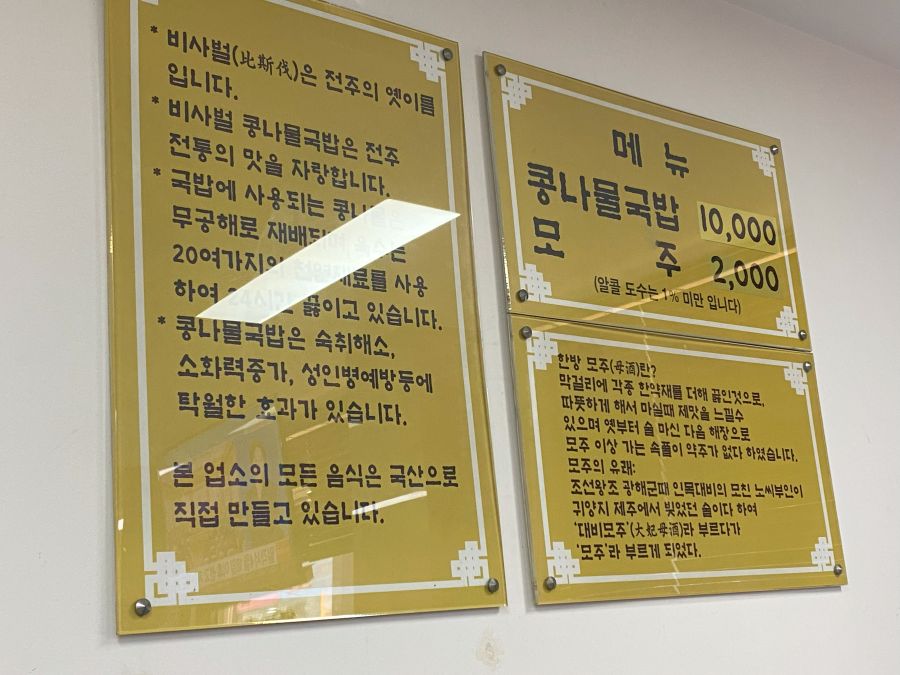 * 비사벌(比斯伐)은 전주의 옛이름
입니다.
* 비사벌 콩나물국밥은 전주
전통의 맛을 자랑합니다.
* 국밥에 사용되는 콩나물은
무공해로 재배되며 육수는
20여가지의 천연재료를 사용
하여 24시간 끓이고 있습니다.
* 콩나물국밥은 숙취해소,
소화력증가, 성인병예방등에
탁월한 효과가 있습니다.
본 업소의 모든 음식은 국산으로
직접 만들고 있습니다.
메 뉴
콩나물국밥 10,000
모 주 2,000
(알콜 도수는 1% 미만 입니다)
한방 모주(母酒)란?
막걸리에 각종 한약재를 더해 끓인것으로,
따뜻하게 해서 마실때 제맛을 느낄수
있으며 옛부터 술 마신 다음 해장으로
모주 이상 가는 속풀이 약주가 없다 하였습니다.
모주의 유래:
조선왕조 광해군때 인목대비의 모친 노씨부인이
귀양지 제주에서 빚었던 술이다 하여
'대비모주'(大妃母酒)라 부르다가
'모주'라 부르게 되었다.